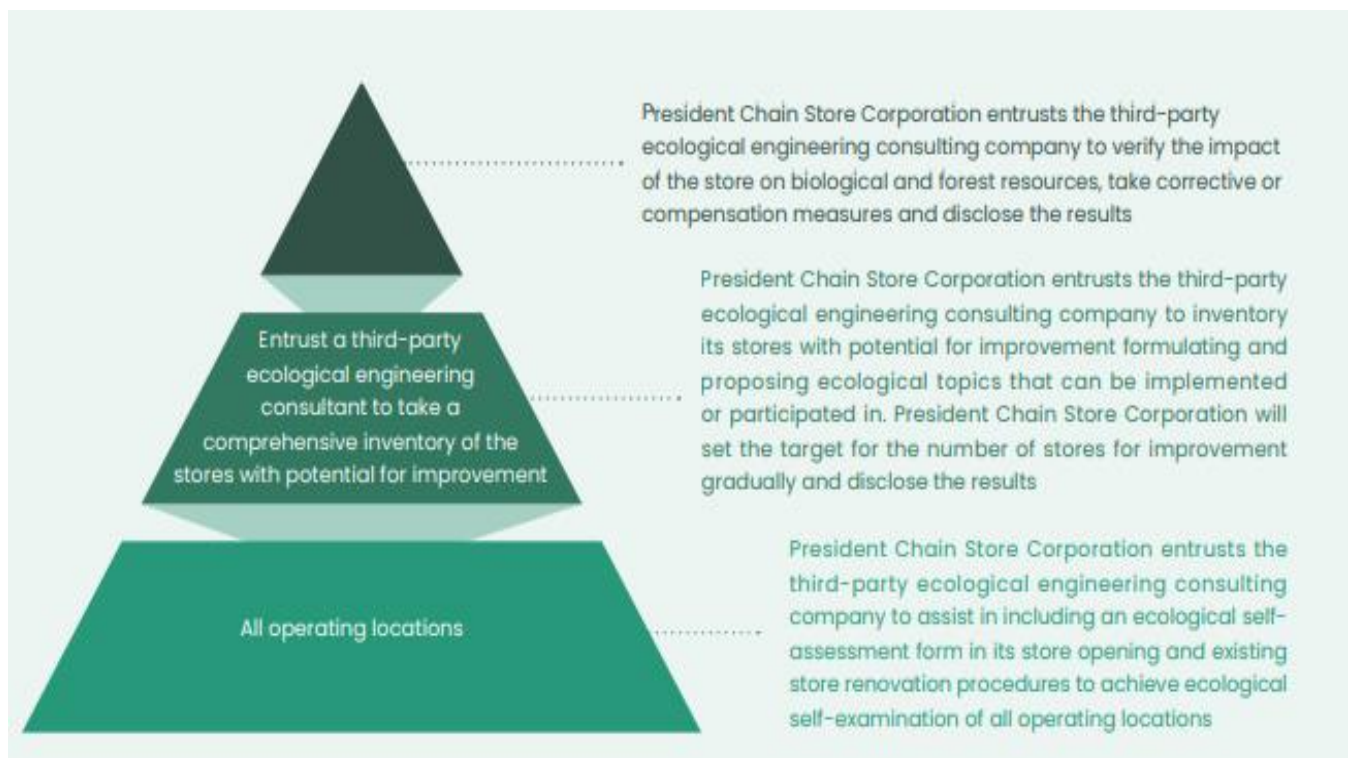 President Chain Store Corporation entrusts the third-party
ecological engineering consulting company to verify the impact
of the store on biological and forest resources, take corrective or
compensation measures and disclose the results
Entrust a third-party
ecological engineering
consultant to take a
comprehensive inventory of the
stores with potential for improvement
President Chain Store Corporation entrusts the third-party
ecological engineering consulting company to inventory
its stores with potential for improvement formulating and
proposing ecological topics that can be implemented
or participated in. President Chain Store Corporation will
set the target for the number of stores for improvement
gradually and disclose the results
All operating locations
President Chain Store Corporation entrusts the
third-party ecological engineering consulting
company to assist in including an ecological self-
assessment form in its store opening and existing
store renovation procedures to achieve ecological
self-examination of all operating locations